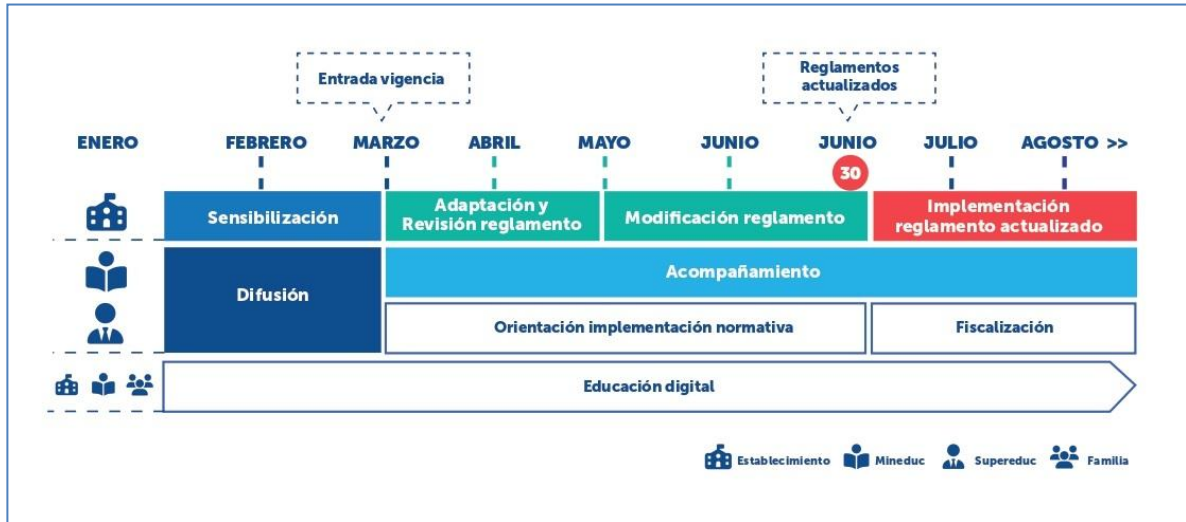 Entrada vigencia
Reglamentos
actualizados
ENERO FEBRERO MARZO ABRIL MAYO JUNIO JUNIO JULIO AGOSTO >>
30
Sensibilización
Adaptación y
Revisión reglamento
Modificación reglamento
Implementación
reglamento actualizado
Difusión
Acompañamiento
Orientación implementación normativa
Fiscalización
Educación digital
Establecimiento Mineduc Supereduc Familia